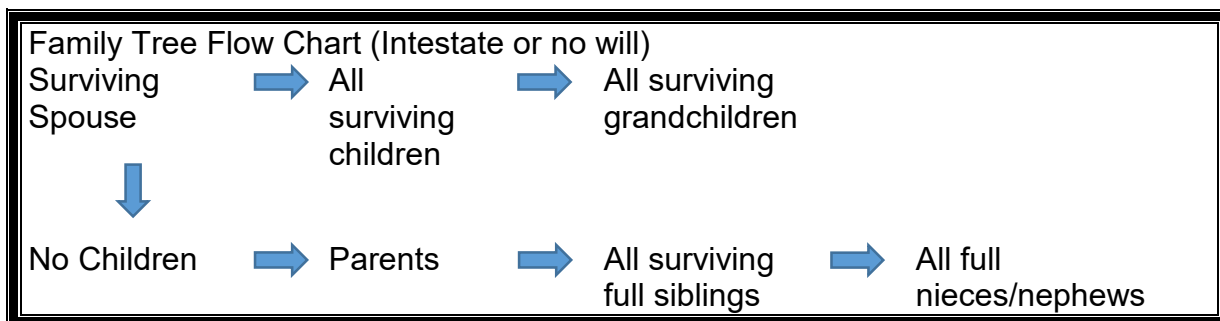 Family Tree Flow Chart (Intestate or no will)
Surviving Spouse
All surviving children
All surviving grandchildren
No Children
Parents
All surviving full siblings
All full nieces/nephews